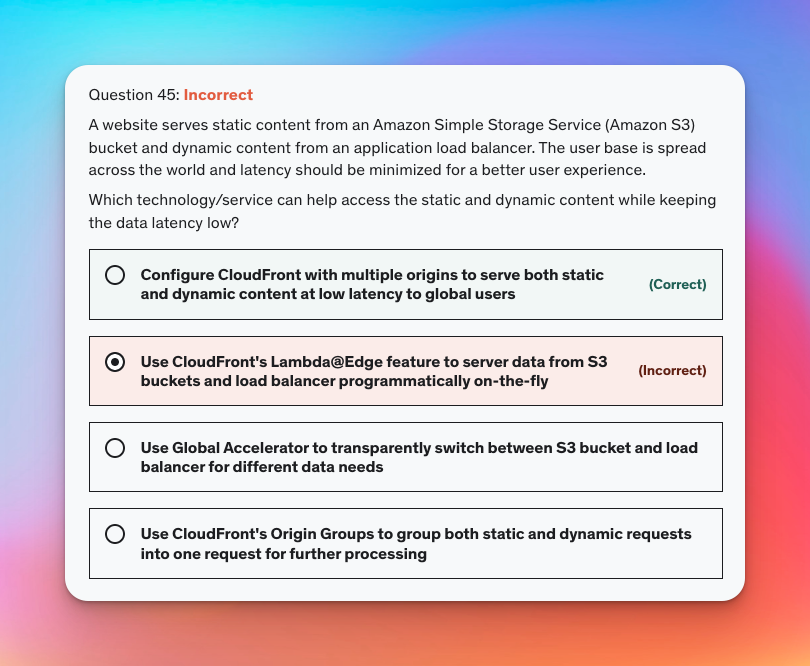 Question 45: Incorrect
A website serves static content from an Amazon Simple Storage Service (Amazon S3)
bucket and dynamic content from an application load balancer. The user base is spread
across the world and latency should be minimized for a better user experience.
Which technology/service can help access the static and dynamic content while keeping
the data latency low?
Configure CloudFront with multiple origins to serve both static
and dynamic content at low latency to global users
(Correct)
Use CloudFront's Lambda@Edge feature to server data from S3
buckets and load balancer programmatically on-the-fly
(Incorrect)
Use Global Accelerator to transparently switch between S3 bucket and load
balancer for different data needs
Use CloudFront's Origin Groups to group both static and dynamic requests
into one request for further processing